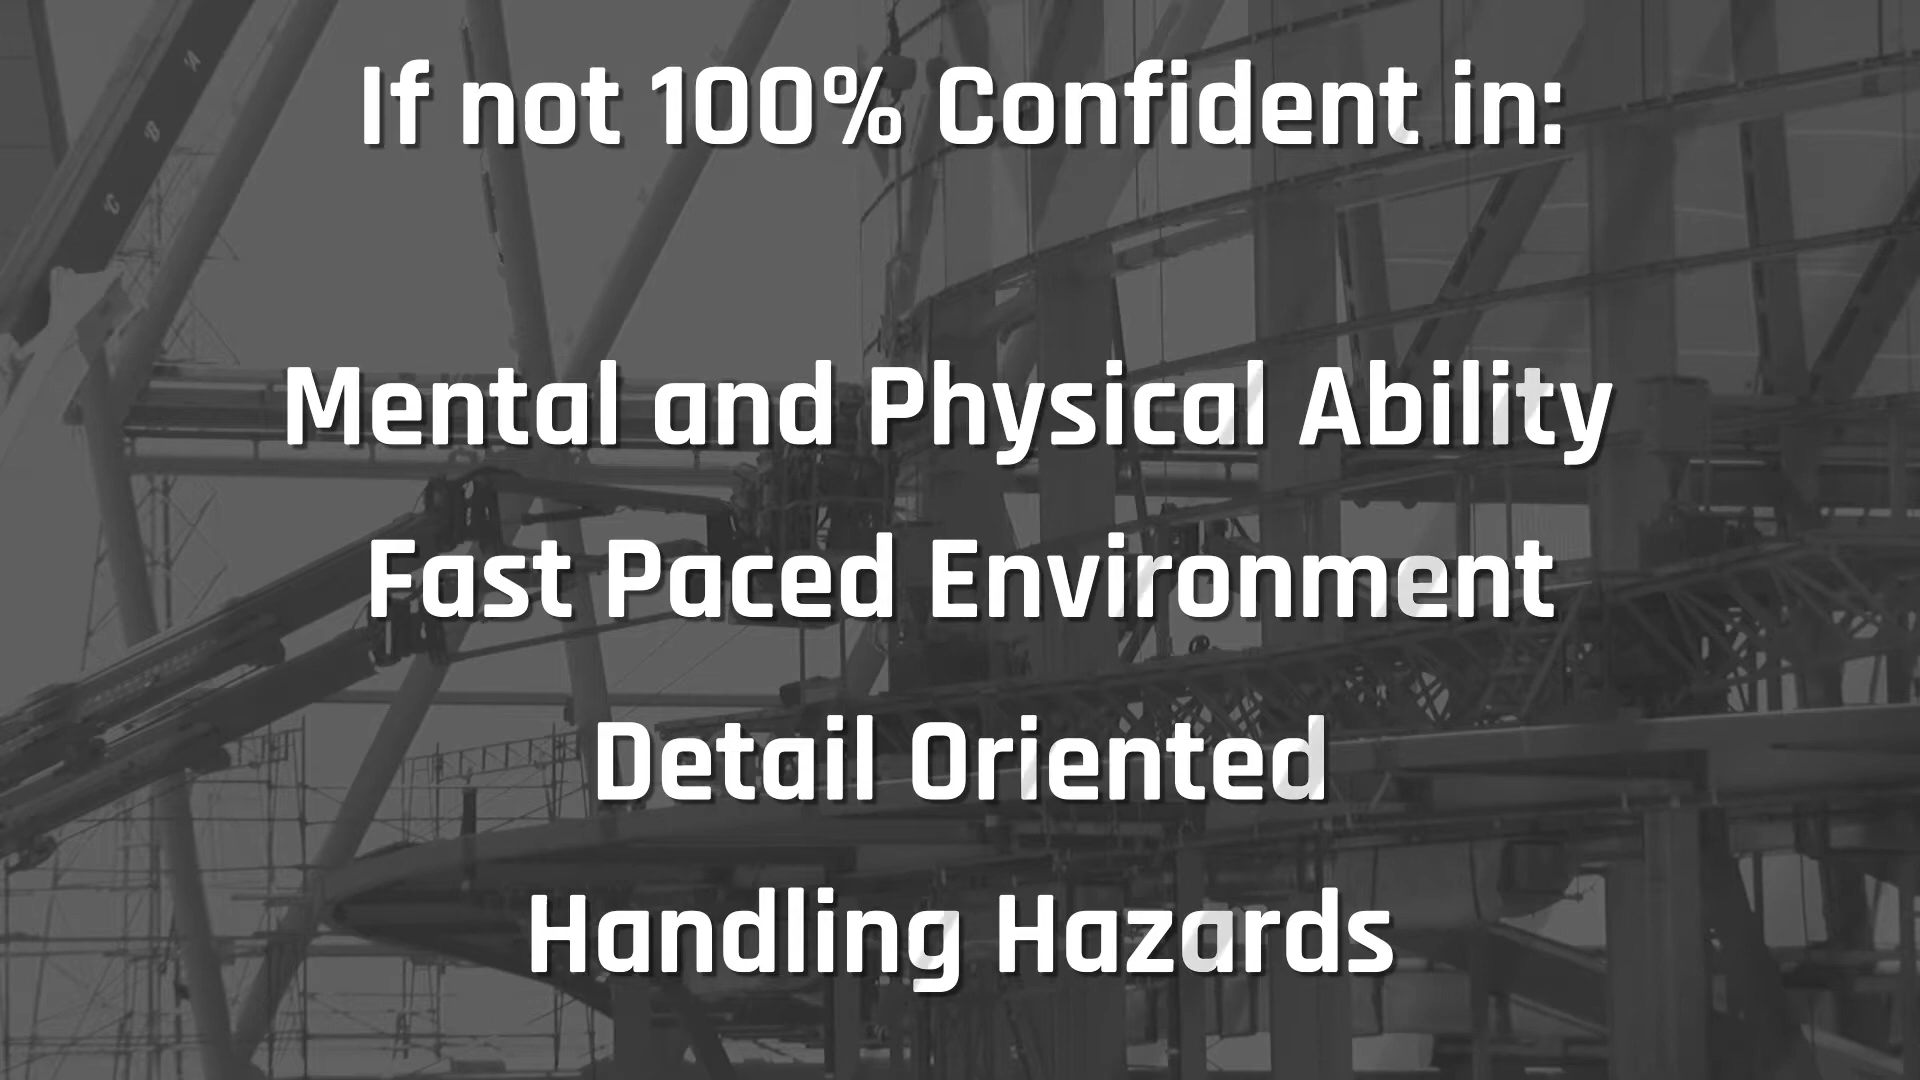 If not 100% Confident in:
Mental and Physical Ability
Fast Paced Environment
Detail Oriented
Handling Hazards